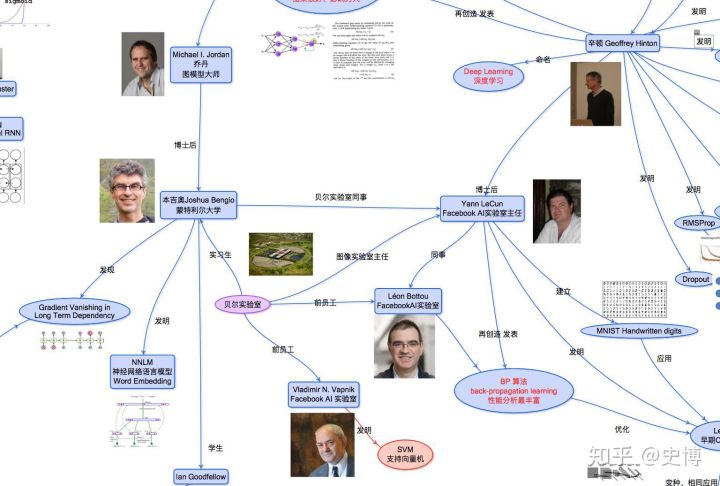 sigmoid
再创造 发表
发明
辛顿 Geoffrey Hinton
发明
命名
Deep Learning
深度学习
Michael I. Jordan
乔丹
图模型大师
uster
al RNN
博士后
本吉奥Joshua Bengio
蒙特利尔大学
贝尔实验室同事
博士后
Yann LeCun
Facebook AI实验室主任
发明
发明
发明
RMSProp
Dropout
实习生
图像实验室主任
同事
发现
Gradient Vanishing in
Long Term Dependency
贝尔实验室
前员工
Léon Bottou
FacebookAI实验室
建立
MNIST Handwritten digits
发明
前员工
再创造 发表
发明
应用
NNLM
神经网络语言模型
Word Embedding
Vladimir N. Vapnik
Facebook AI 实验室
BP 算法
back-propagation learning
性能分析最丰富
发明
SVM
支持向量机
优化
Le
早期C
学生
Ian Goodfellow
知乎 @史博
变种、相同应用